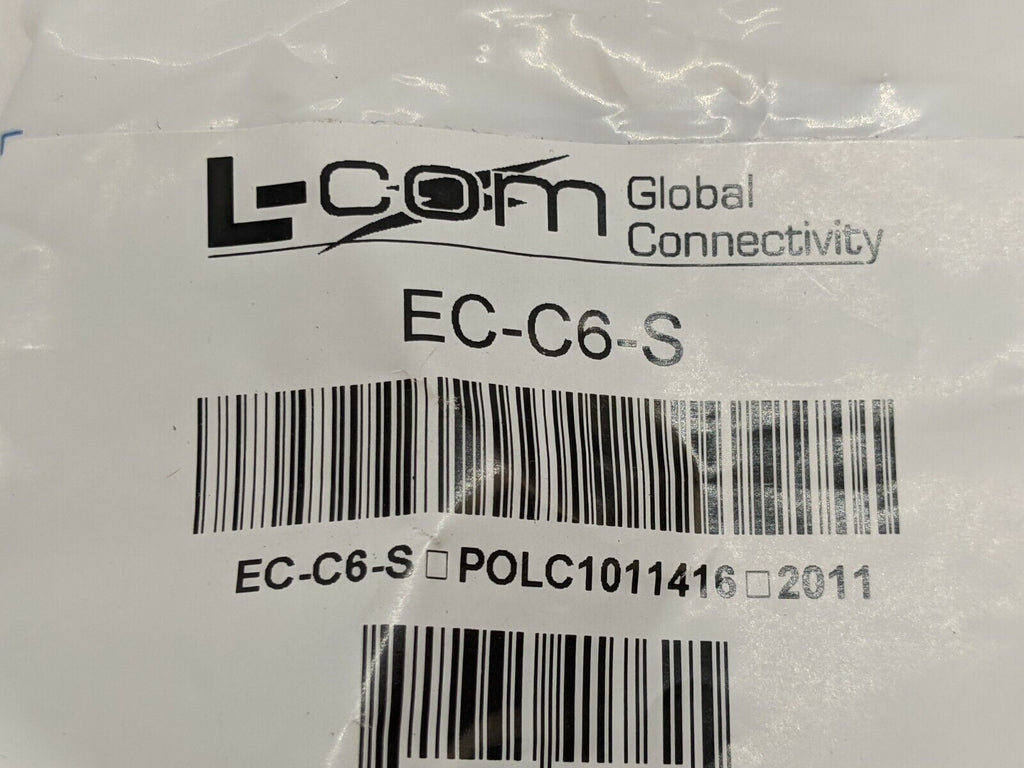 L-com Global
Connectivity
EC-C6-S
EC-C6-S□POLC1011416□2011